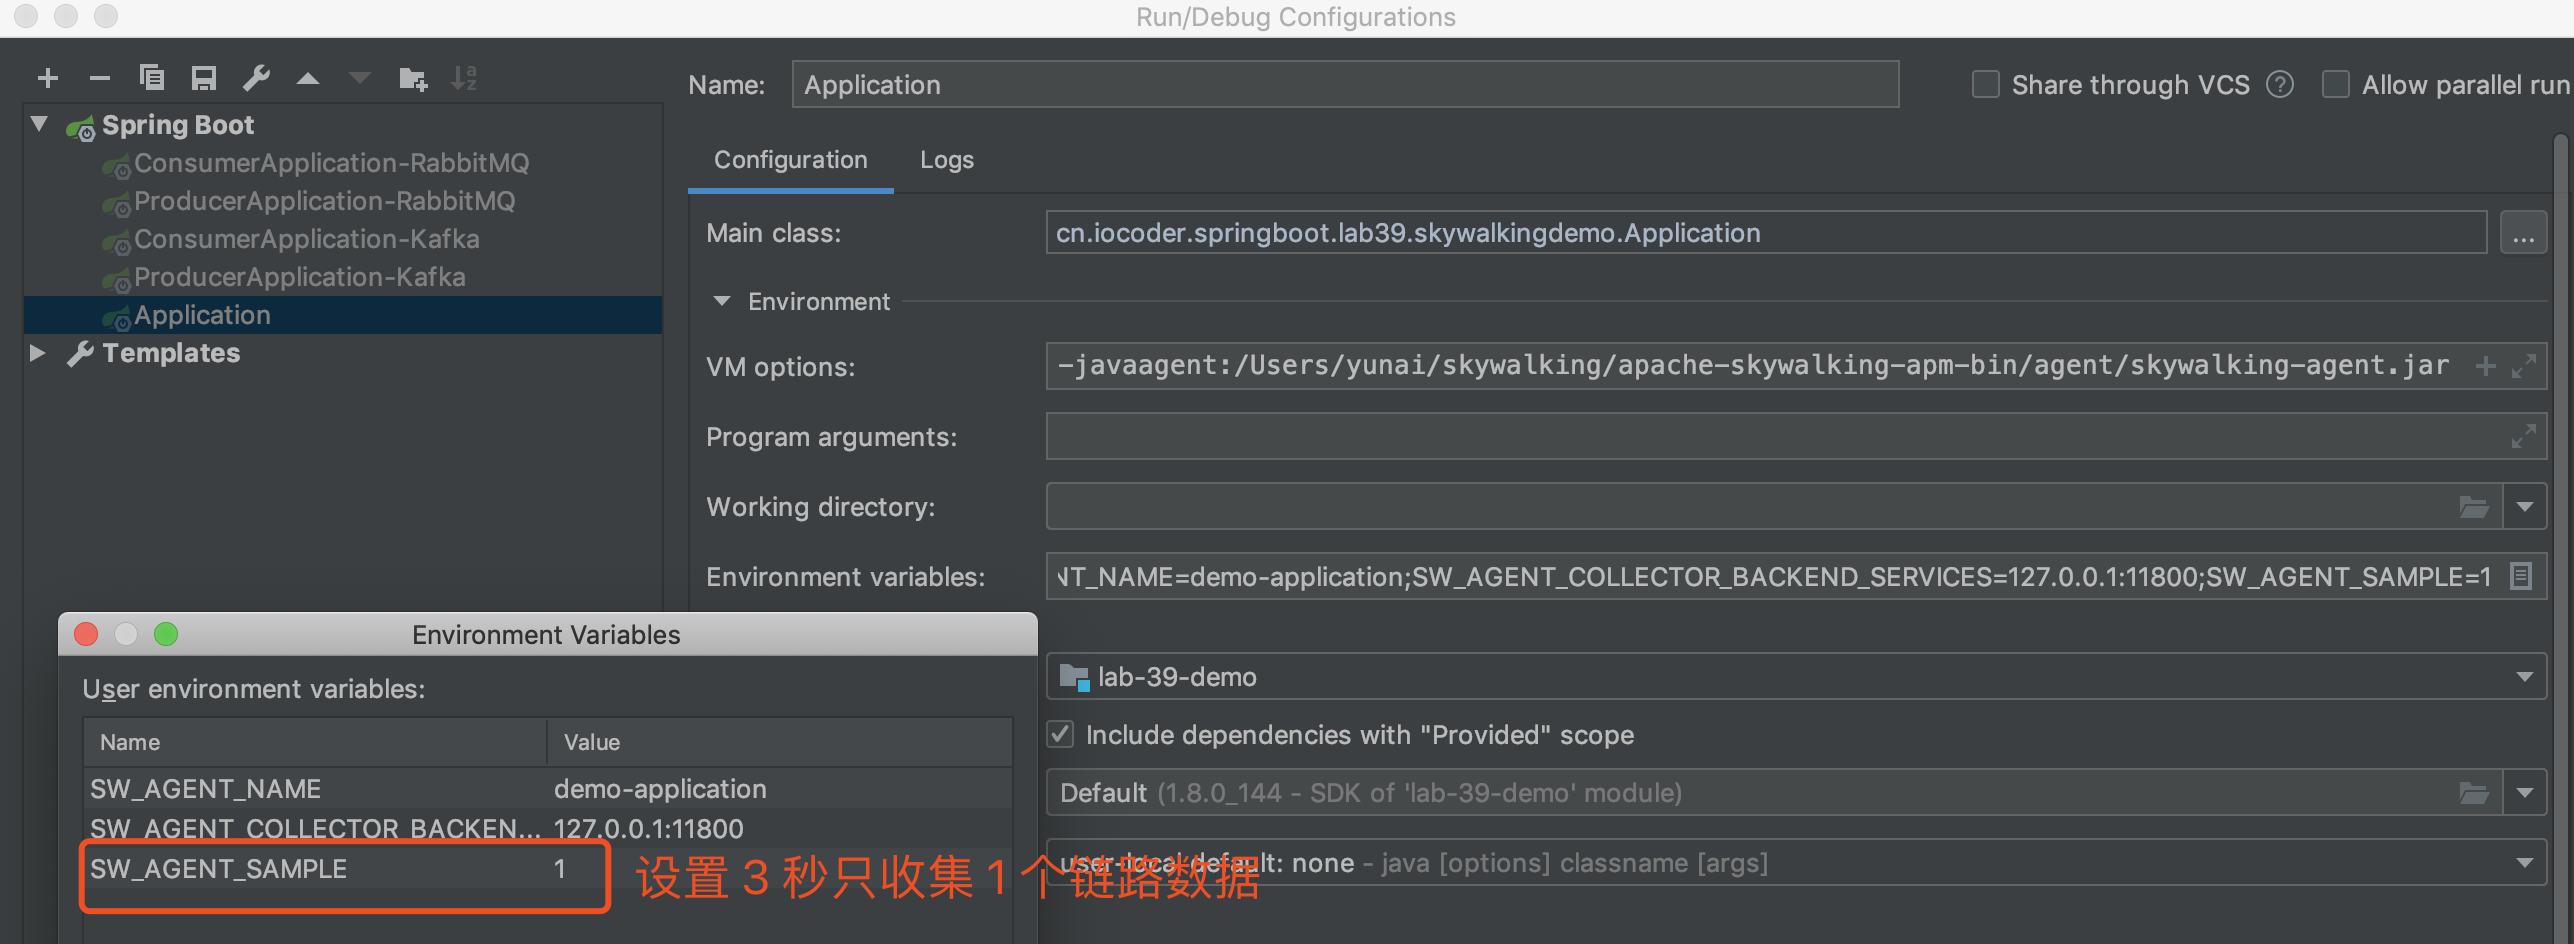 Run/Debug Configurations
Name: Application
Share through VCS ?
Allow parallel run
Spring Boot
ConsumerApplication-RabbitMQ
ProducerApplication-RabbitMQ
ConsumerApplication-Kafka
ProducerApplication-Kafka
Application
Templates
Configuration Logs
Main class: cn.iocoder.springboot.lab39.skywalkingdemo.Application ...
Environment
VM options: -javaagent:/Users/yunai/skywalking/apache-skywalking-apm-bin/agent/skywalking-agent.jar
Program arguments:
Working directory:
Environment variables: NT_NAME=demo-application;SW_AGENT_COLLECTOR_BACKEND_SERVICES=127.0.0.1:11800;SW_AGENT_SAMPLE=1
lab-39-demo
Include dependencies with "Provided" scope
Default (1.8.0_144 - SDK of 'lab-39-demo' module)
user-local default: none - java [options] classname [args]
Environment Variables
User environment variables:
Name Value
SW_AGENT_NAME demo-application
SW_AGENT_COLLECTOR_BACKEN... 127.0.0.1:11800
SW_AGENT_SAMPLE 1
设置 3 秒只收集 1 个链路数据